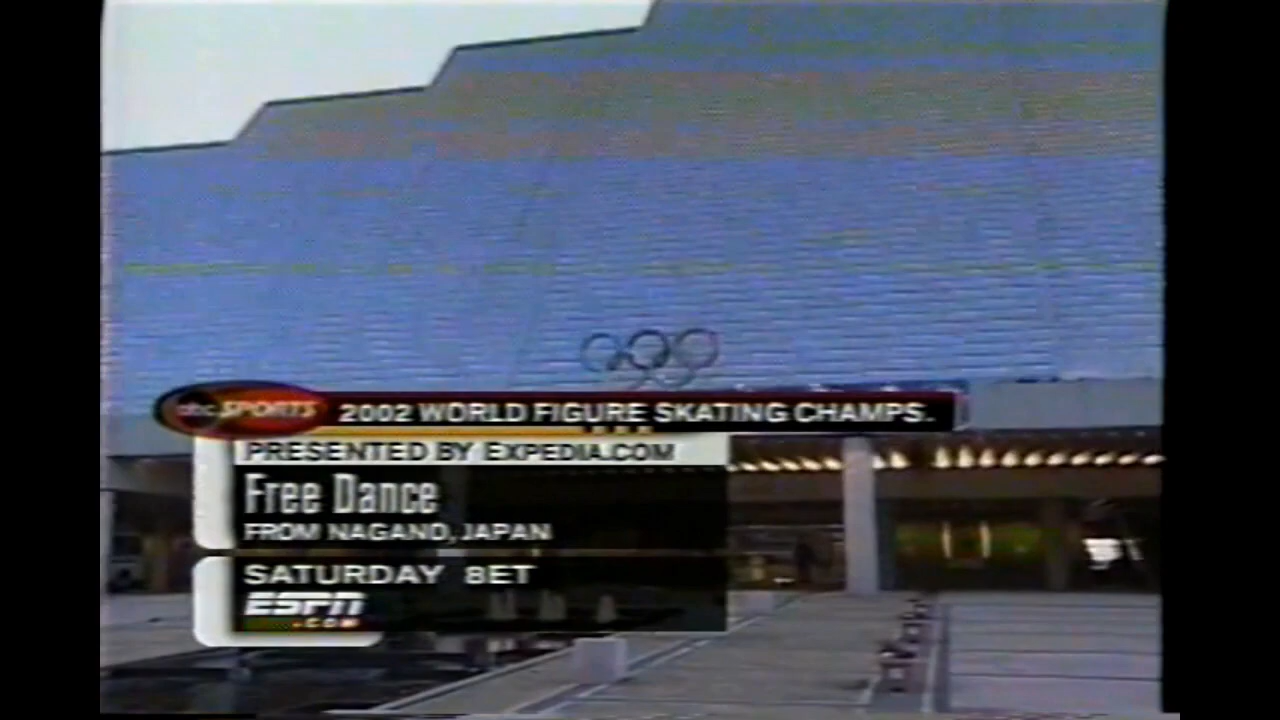 abc SPORTS 2002 WORLD FIGURE SKATING CHAMPS.
PRESENTED BY EXPEDIA.COM
Free Dance
FROM NAGANO, JAPAN
SATURDAY 8ET
ESPN
.COM